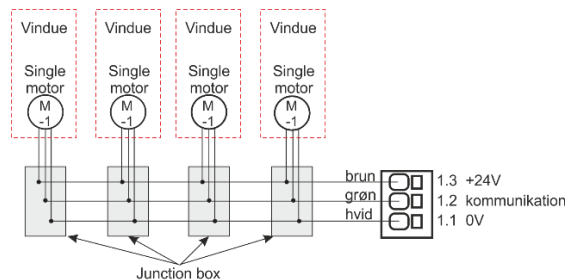 Vindue
Vindue
Vindue
Vindue
Single
motor
Single
motor
Single
motor
Single
motor
M
-1
M
-1
M
-1
M
-1
brun
1.3 +24V
grøn
1.2 kommunikation
hvid
1.1 0V
Junction box